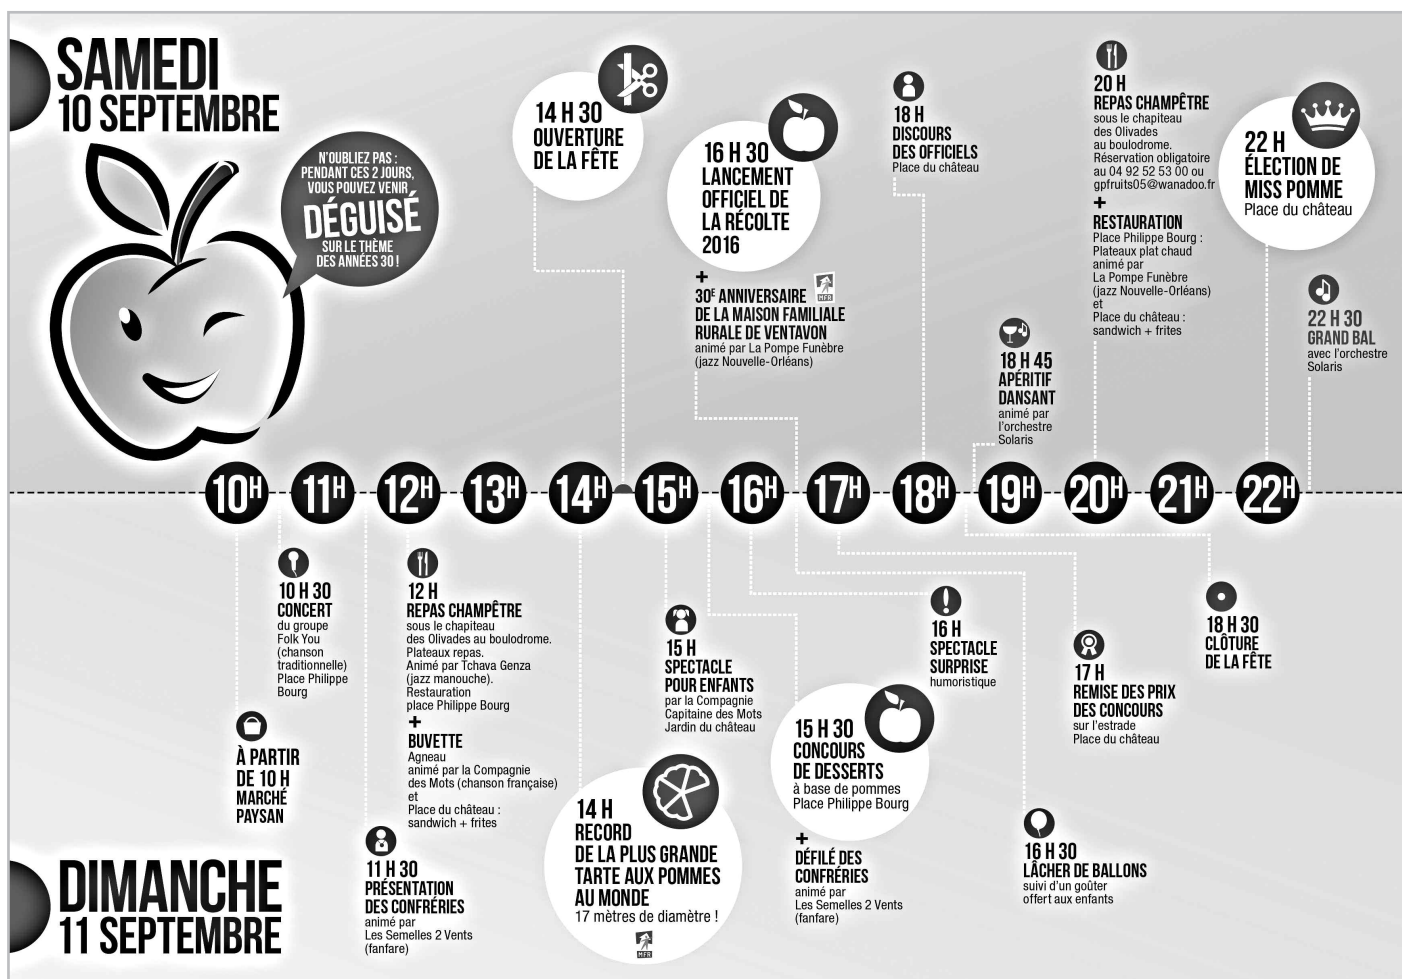 SAMEDI
10 SEPTEMBRE
N'OUBLIEZ PAS :
PENDANT CES 2 JOURS,
VOUS POUVEZ VENIR
DÉGUISÉ
SUR LE THÈME
DES ANNÉES 30 !
14 H 30
OUVERTURE
DE LA FÊTE
16 H 30
LANCEMENT
OFFICIEL DE
LA RÉCOLTE
2016
+
30E ANNIVERSAIRE
DE LA MAISON FAMILIALE
RURALE DE VENTAVON
animé par La Pompe Funèbre
(jazz Nouvelle-Orléans)
MFR
18 H
DISCOURS
DES OFFICIELS
Place du château
18 H 45
APÉRITIF
DANSANT
animé par
l'orchestre
Solaris
20 H
REPAS CHAMPÊTRE
sous le chapiteau
des Olivades
au boulodrome.
Réservation obligatoire
au 04 92 52 53 00 ou
gpfruits05@wanadoo.fr
+
RESTAURATION
Place Philippe Bourg :
Plateaux plat chaud
animé par
La Pompe Funèbre
(jazz Nouvelle-Orléans)
et
Place du château :
sandwich + frites
22 H
ÉLECTION DE
MISS POMME
Place du château
22 H 30
GRAND BAL
avec l'orchestre
Solaris
10H 11H 12H 13H 14H 15H 16H 17H 18H 19H 20H 21H 22H
À PARTIR
DE 10 H
MARCHÉ
PAYSAN
10 H 30
CONCERT
du groupe
Folk You
(chanson
traditionnelle)
Place Philippe
Bourg
11 H 30
PRÉSENTATION
DES CONFRÉRIES
animé par
Les Semelles 2 Vents
(fanfare)
12 H
REPAS CHAMPÊTRE
sous le chapiteau
des Olivades au boulodrome.
Plateaux repas.
Animé par Tchava Genza
(jazz manouche).
Restauration
place Philippe Bourg
+
BUVETTE
Agneau
animé par la Compagnie
des Mots (chanson française)
et
Place du château :
sandwich + frites
14 H
RECORD
DE LA PLUS GRANDE
TARTE AUX POMMES
AU MONDE
17 mètres de diamètre !
MFR
15 H
SPECTACLE
POUR ENFANTS
par la Compagnie
Capitaine des Mots
Jardin du château
15 H 30
CONCOURS
DE DESSERTS
à base de pommes
Place Philippe Bourg
+
DÉFILÉ DES
CONFRÉRIES
animé par
Les Semelles 2 Vents
(fanfare)
16 H
SPECTACLE
SURPRISE
humoristique
16 H 30
LÂCHER DE BALLONS
suivi d'un goûter
offert aux enfants
17 H
REMISE DES PRIX
DES CONCOURS
sur l'estrade
Place du château
18 H 30
CLÔTURE
DE LA FÊTE
DIMANCHE
11 SEPTEMBRE